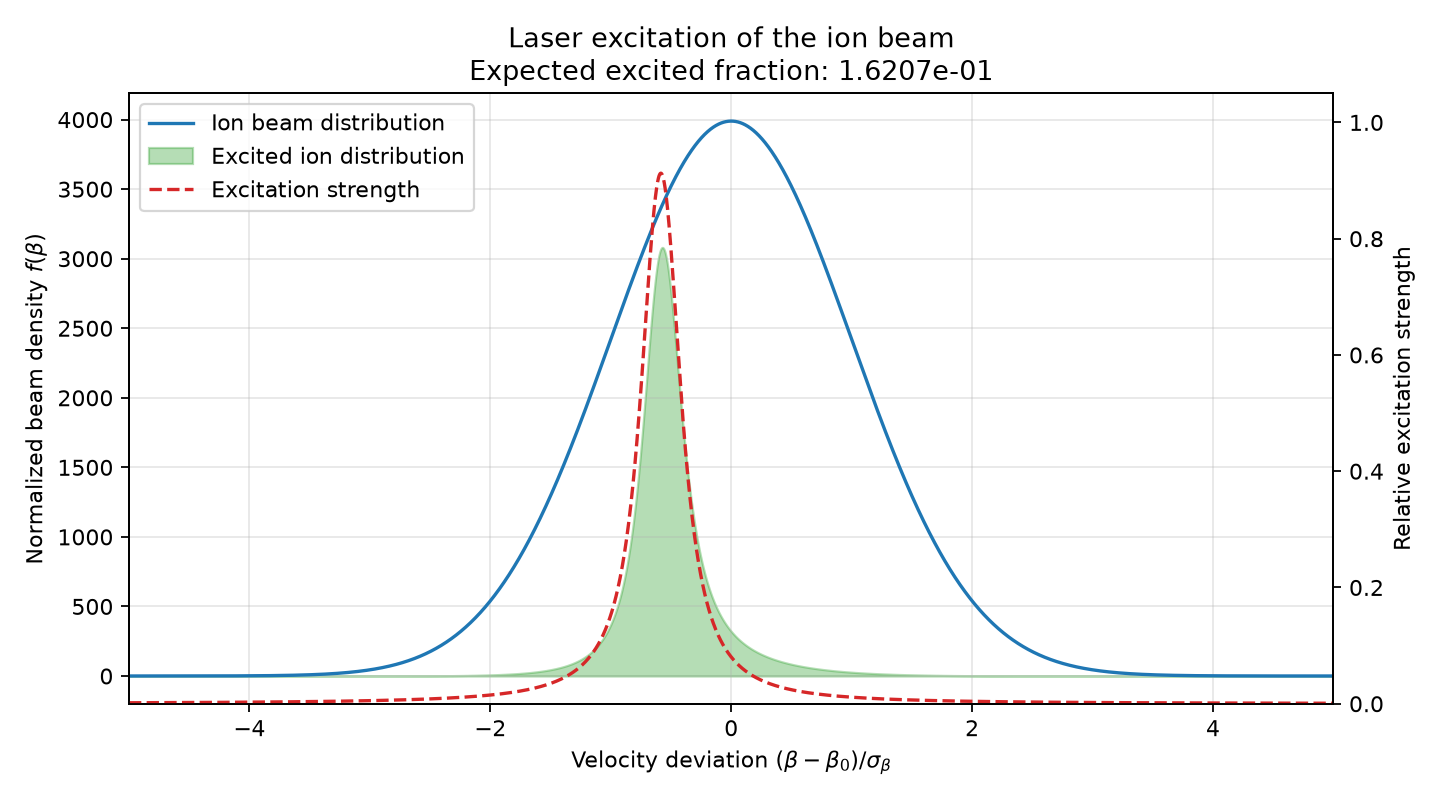 Laser excitation of the ion beam
Expected excited fraction: 1.6207e-01
Ion beam distribution
Excited ion distribution
Excitation strength
Normalized beam density f(β)
4000
3500
3000
2500
2000
1500
1000
500
0
1.0
0.8
0.6
0.4
0.2
0.0
Relative excitation strength
−4 −2 0 2 4
Velocity deviation (β − β₀)/σ_β